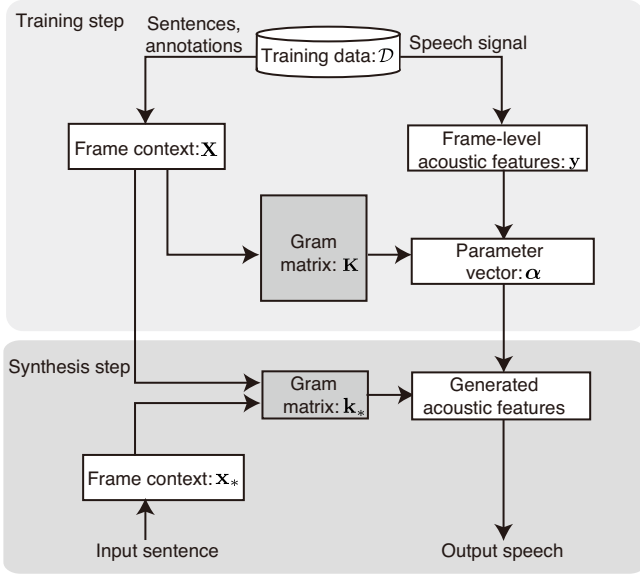 Training step
Sentences,
annotations
Training data: 𝒟
Speech signal
Frame context: X
Frame-level
acoustic features: y
Gram
matrix: K
Parameter
vector: α
Synthesis step
Gram
matrix: k*
Generated
acoustic features
Frame context: x*
Input sentence
Output speech